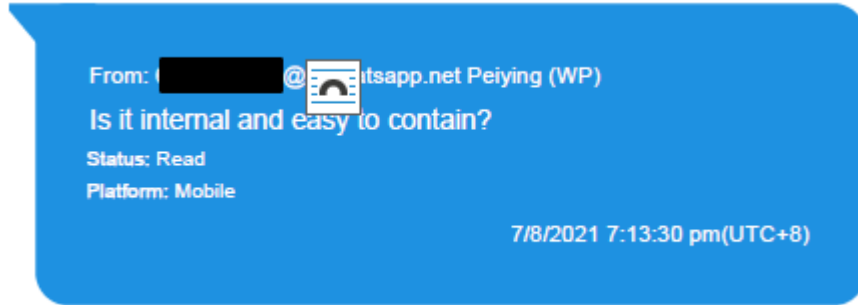 From: @ tsapp.net Peiying (WP)
Is it internal and easy to contain?
Status: Read
Platform: Mobile
7/8/2021 7:13:30 pm(UTC+8)